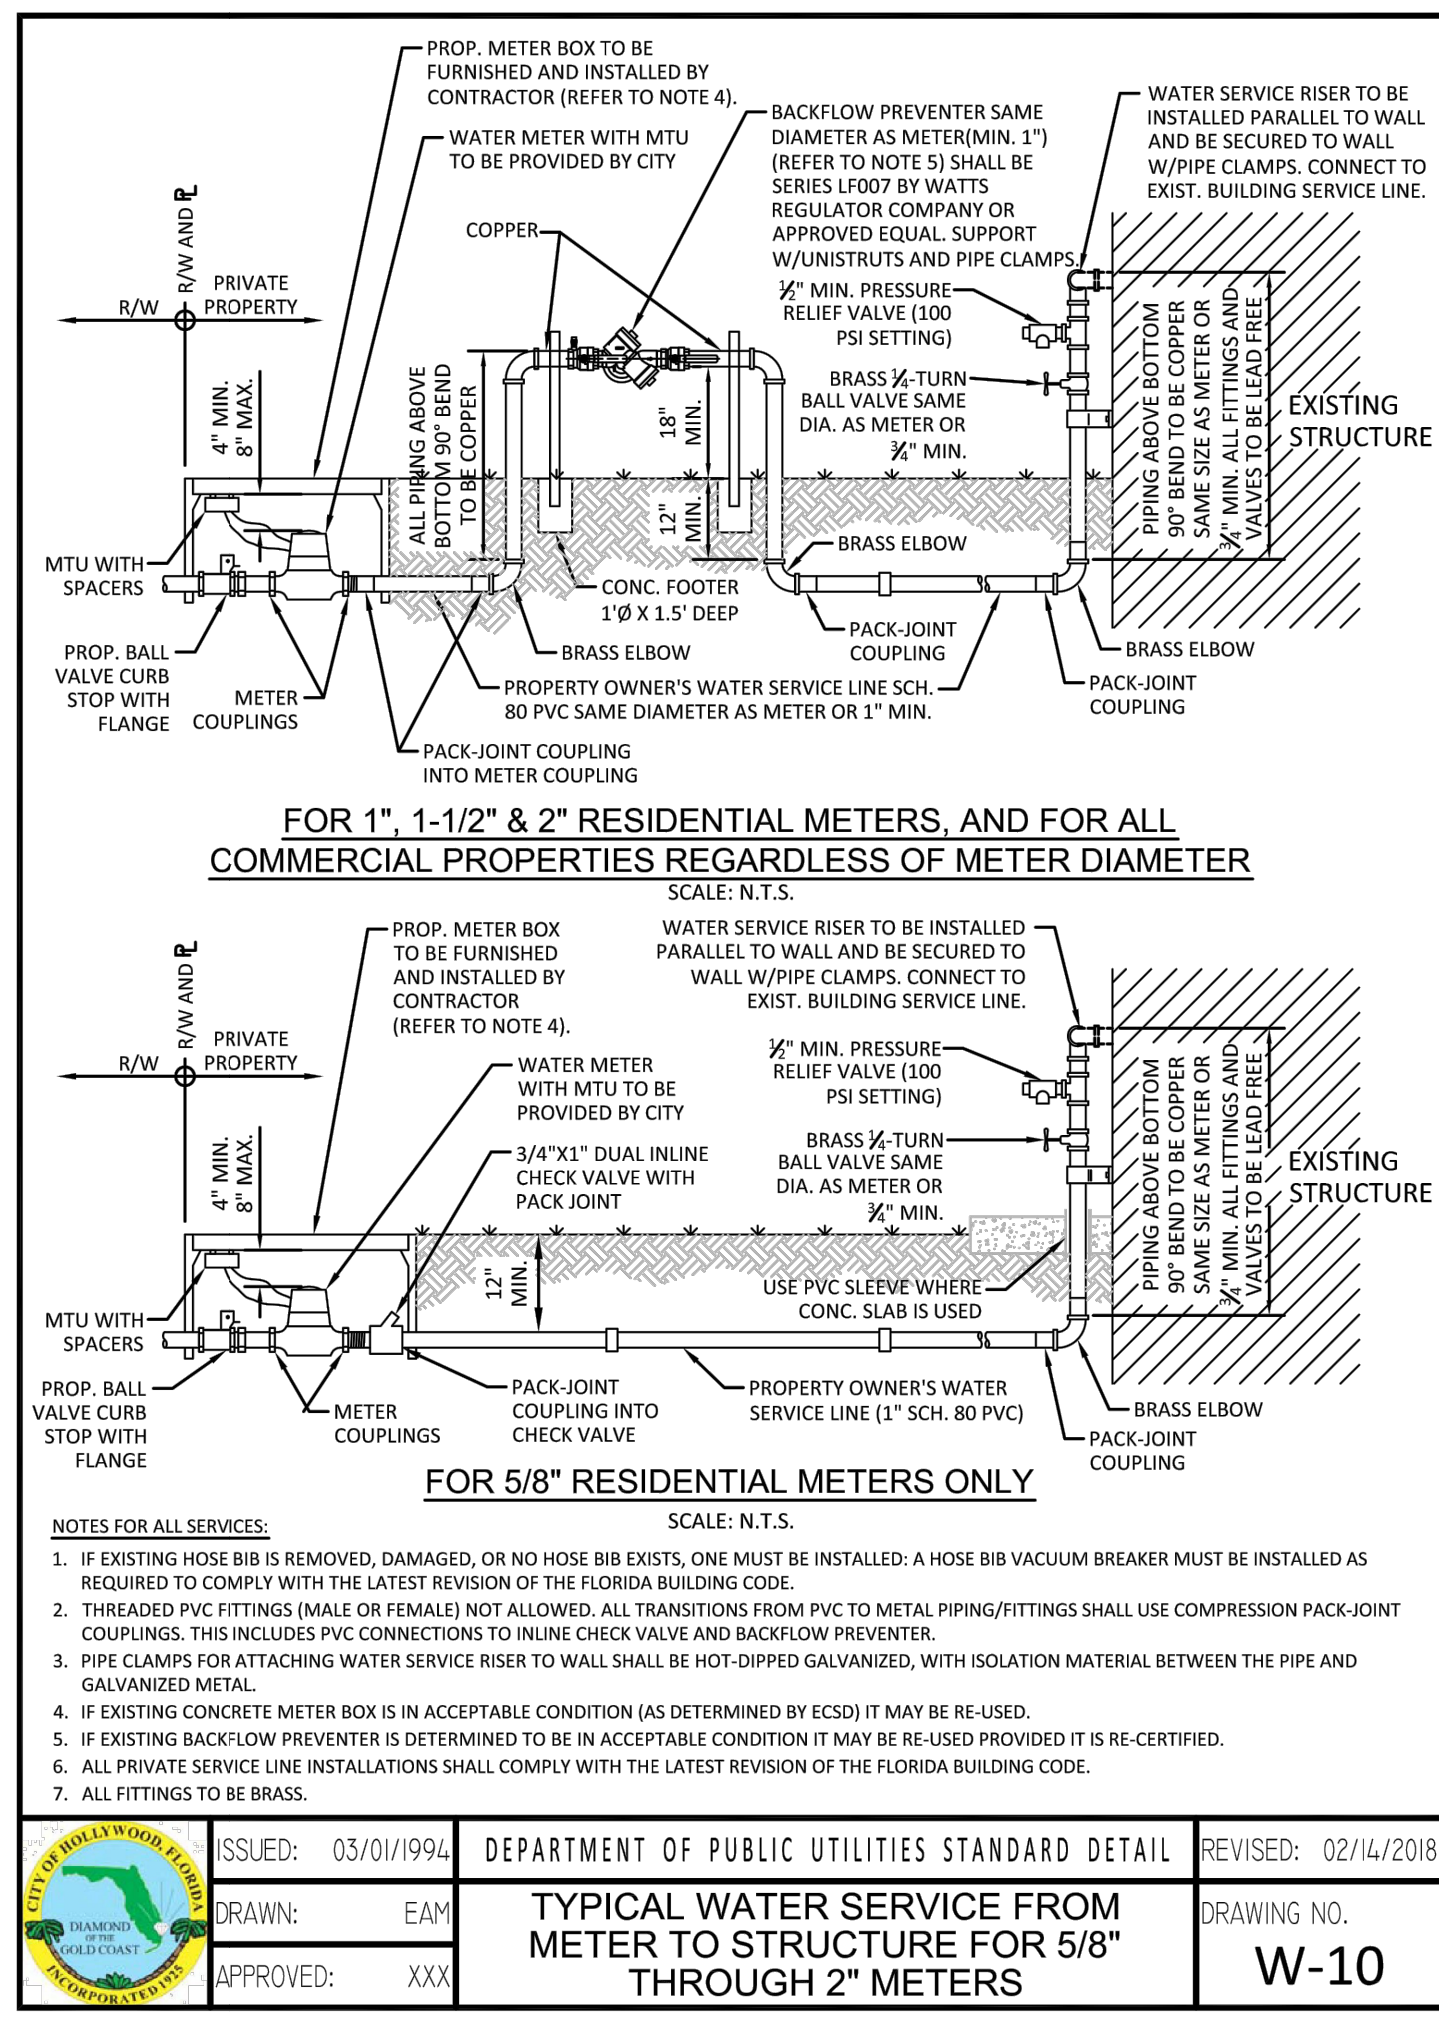 PROP. METER BOX TO BE
FURNISHED AND INSTALLED BY
CONTRACTOR (REFER TO NOTE 4).
WATER METER WITH MTU
TO BE PROVIDED BY CITY
BACKFLOW PREVENTER SAME
DIAMETER AS METER(MIN. 1")
(REFER TO NOTE 5) SHALL BE
SERIES LF007 BY WATTS
REGULATOR COMPANY OR
APPROVED EQUAL. SUPPORT
W/UNISTRUTS AND PIPE CLAMPS.
WATER SERVICE RISER TO BE
INSTALLED PARALLEL TO WALL
AND BE SECURED TO WALL
W/PIPE CLAMPS. CONNECT TO
EXIST. BUILDING SERVICE LINE.
COPPER
R/W AND PL
PRIVATE
PROPERTY
R/W
4" MIN.
8" MAX.
ALL PIPING ABOVE
BOTTOM 90° BEND
TO BE COPPER
18"
MIN.
12"
MIN.
1/2" MIN. PRESSURE
RELIEF VALVE (100
PSI SETTING)
BRASS 1/4-TURN
BALL VALVE SAME
DIA. AS METER OR
3/4" MIN.
PIPING ABOVE BOTTOM
90° BEND TO BE COPPER
SAME SIZE AS METER OR
3/4" MIN. ALL FITTINGS AND
VALVES TO BE LEAD FREE
EXISTING
STRUCTURE
MTU WITH
SPACERS
BRASS ELBOW
CONC. FOOTER
1'Ø X 1.5' DEEP
PROP. BALL
VALVE CURB
STOP WITH
FLANGE
METER
COUPLINGS
BRASS ELBOW
PACK-JOINT
COUPLING
BRASS ELBOW
PROPERTY OWNER'S WATER SERVICE LINE SCH.
80 PVC SAME DIAMETER AS METER OR 1" MIN.
PACK-JOINT
COUPLING
PACK-JOINT COUPLING
INTO METER COUPLING
FOR 1", 1-1/2" & 2" RESIDENTIAL METERS, AND FOR ALL
COMMERCIAL PROPERTIES REGARDLESS OF METER DIAMETER
SCALE: N.T.S.
PROP. METER BOX
TO BE FURNISHED
AND INSTALLED BY
CONTRACTOR
(REFER TO NOTE 4).
WATER SERVICE RISER TO BE INSTALLED
PARALLEL TO WALL AND BE SECURED TO
WALL W/PIPE CLAMPS. CONNECT TO
EXIST. BUILDING SERVICE LINE.
R/W AND PL
PRIVATE
PROPERTY
R/W
WATER METER
WITH MTU TO BE
PROVIDED BY CITY
1/2" MIN. PRESSURE
RELIEF VALVE (100
PSI SETTING)
4" MIN.
8" MAX.
3/4"X1" DUAL INLINE
CHECK VALVE WITH
PACK JOINT
BRASS 1/4-TURN
BALL VALVE SAME
DIA. AS METER OR
3/4" MIN.
PIPING ABOVE BOTTOM
90° BEND TO BE COPPER
SAME SIZE AS METER OR
3/4" MIN. ALL FITTINGS AND
VALVES TO BE LEAD FREE
EXISTING
STRUCTURE
12"
MIN.
USE PVC SLEEVE WHERE
CONC. SLAB IS USED
MTU WITH
SPACERS
PROP. BALL
VALVE CURB
STOP WITH
FLANGE
METER
COUPLINGS
PACK-JOINT
COUPLING INTO
CHECK VALVE
PROPERTY OWNER'S WATER
SERVICE LINE (1" SCH. 80 PVC)
BRASS ELBOW
PACK-JOINT
COUPLING
FOR 5/8" RESIDENTIAL METERS ONLY
SCALE: N.T.S.
NOTES FOR ALL SERVICES:
1. IF EXISTING HOSE BIB IS REMOVED, DAMAGED, OR NO HOSE BIB EXISTS, ONE MUST BE INSTALLED: A HOSE BIB VACUUM BREAKER MUST BE INSTALLED AS
REQUIRED TO COMPLY WITH THE LATEST REVISION OF THE FLORIDA BUILDING CODE.
2. THREADED PVC FITTINGS (MALE OR FEMALE) NOT ALLOWED. ALL TRANSITIONS FROM PVC TO METAL PIPING/FITTINGS SHALL USE COMPRESSION PACK-JOINT
COUPLINGS. THIS INCLUDES PVC CONNECTIONS TO INLINE CHECK VALVE AND BACKFLOW PREVENTER.
3. PIPE CLAMPS FOR ATTACHING WATER SERVICE RISER TO WALL SHALL BE HOT-DIPPED GALVANIZED, WITH ISOLATION MATERIAL BETWEEN THE PIPE AND
GALVANIZED METAL.
4. IF EXISTING CONCRETE METER BOX IS IN ACCEPTABLE CONDITION (AS DETERMINED BY ECSD) IT MAY BE RE-USED.
5. IF EXISTING BACKFLOW PREVENTER IS DETERMINED TO BE IN ACCEPTABLE CONDITION IT MAY BE RE-USED PROVIDED IT IS RE-CERTIFIED.
6. ALL PRIVATE SERVICE LINE INSTALLATIONS SHALL COMPLY WITH THE LATEST REVISION OF THE FLORIDA BUILDING CODE.
7. ALL FITTINGS TO BE BRASS.
CITY OF HOLLYWOOD, FLORIDA
DIAMOND
OF THE
GOLD COAST
INCORPORATED 1925
ISSUED: 03/01/1994
DRAWN: EAM
APPROVED: XXX
DEPARTMENT OF PUBLIC UTILITIES STANDARD DETAIL
TYPICAL WATER SERVICE FROM
METER TO STRUCTURE FOR 5/8"
THROUGH 2" METERS
REVISED: 02/14/2018
DRAWING NO.
W-10